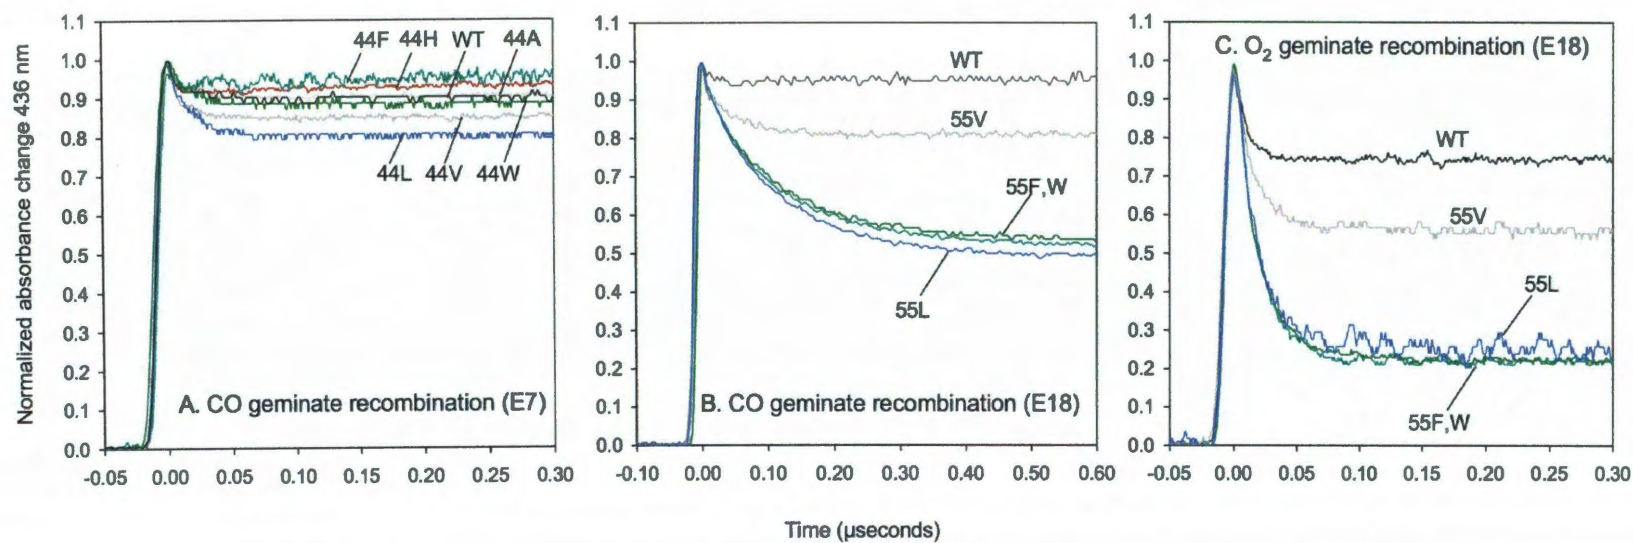 Normalized absorbance change 436 nm
1.1
1.0
0.9
0.8
0.7
0.6
0.5
0.4
0.3
0.2
0.1
0.0
44F 44H WT 44A
44L 44V 44W
A. CO geminate recombination (E7)
-0.05 0.00 0.05 0.10 0.15 0.20 0.25 0.30
1.1
1.0
0.9
0.8
0.7
0.6
0.5
0.4
0.3
0.2
0.1
0.0
WT
55V
55F,W
55L
B. CO geminate recombination (E18)
-0.10 0.00 0.10 0.20 0.30 0.40 0.50 0.60
1.1
1.0
0.9
0.8
0.7
0.6
0.5
0.4
0.3
0.2
0.1
0.0
C. O₂ geminate recombination (E18)
WT
55V
55L
55F,W
-0.05 0.00 0.05 0.10 0.15 0.20 0.25 0.30
Time (μseconds)